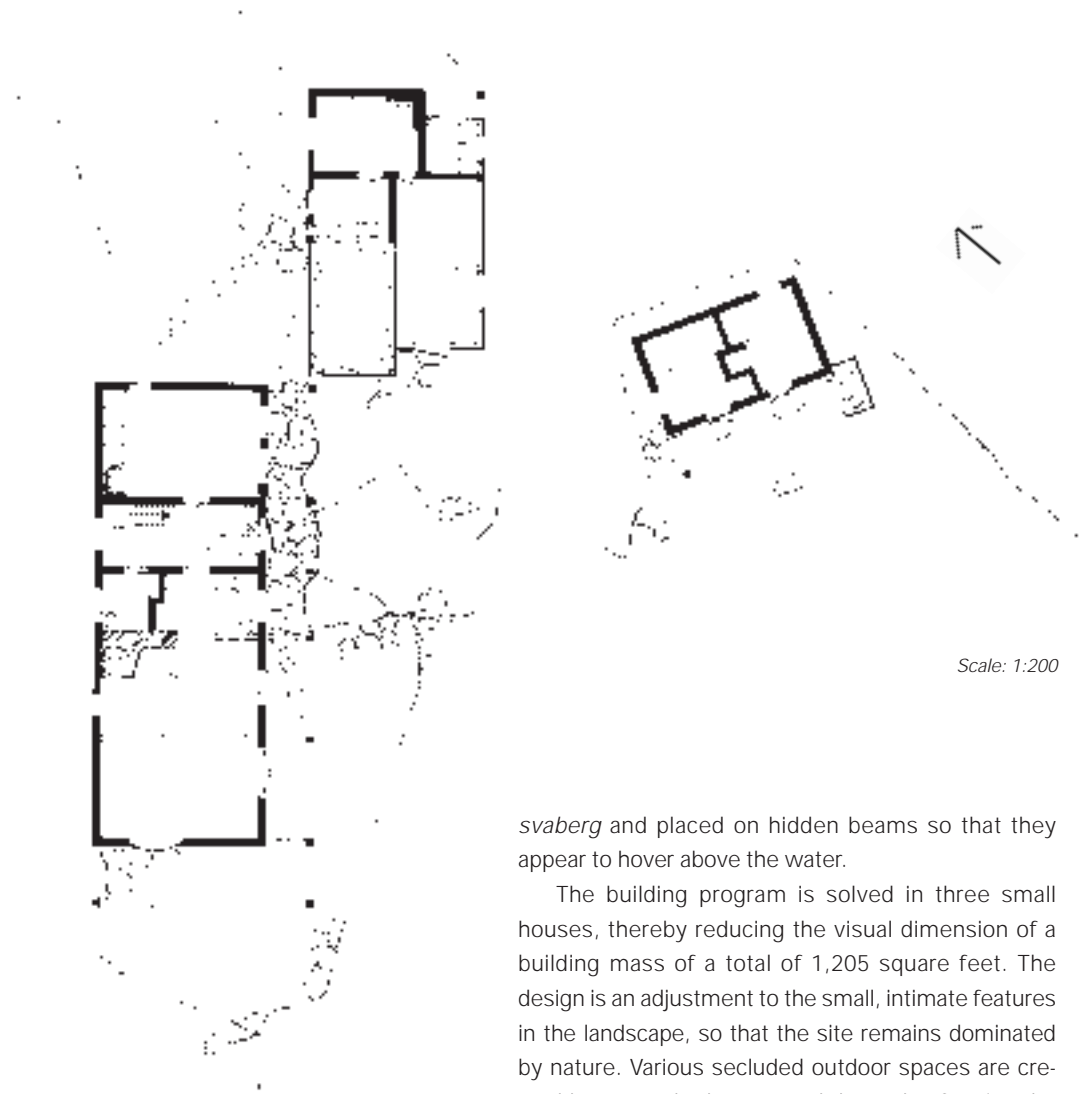 Scale: 1:200
svaberg and placed on hidden beams so that they
appear to hover above the water.
The building program is solved in three small
houses, thereby reducing the visual dimension of a
building mass of a total of 1,205 square feet. The
design is an adjustment to the small, intimate features
in the landscape, so that the site remains dominated
by nature. Various secluded outdoor spaces are cre-